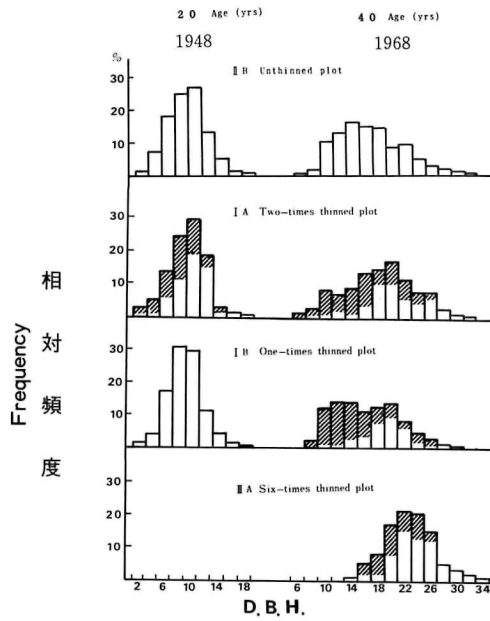 20 Age (yrs)
40 Age (yrs)
1948
1968
%
ⅡB Unthinned plot
30
20
10
ⅠA Two-times thinned plot
30
20
10
ⅠB One-times thinned plot
30
20
10
ⅢA Six-times thinned plot
30
20
10
Frequency
相対頻度
2 6 10 14 18
6 10 14 18 22 26 30 34
D.B.H.